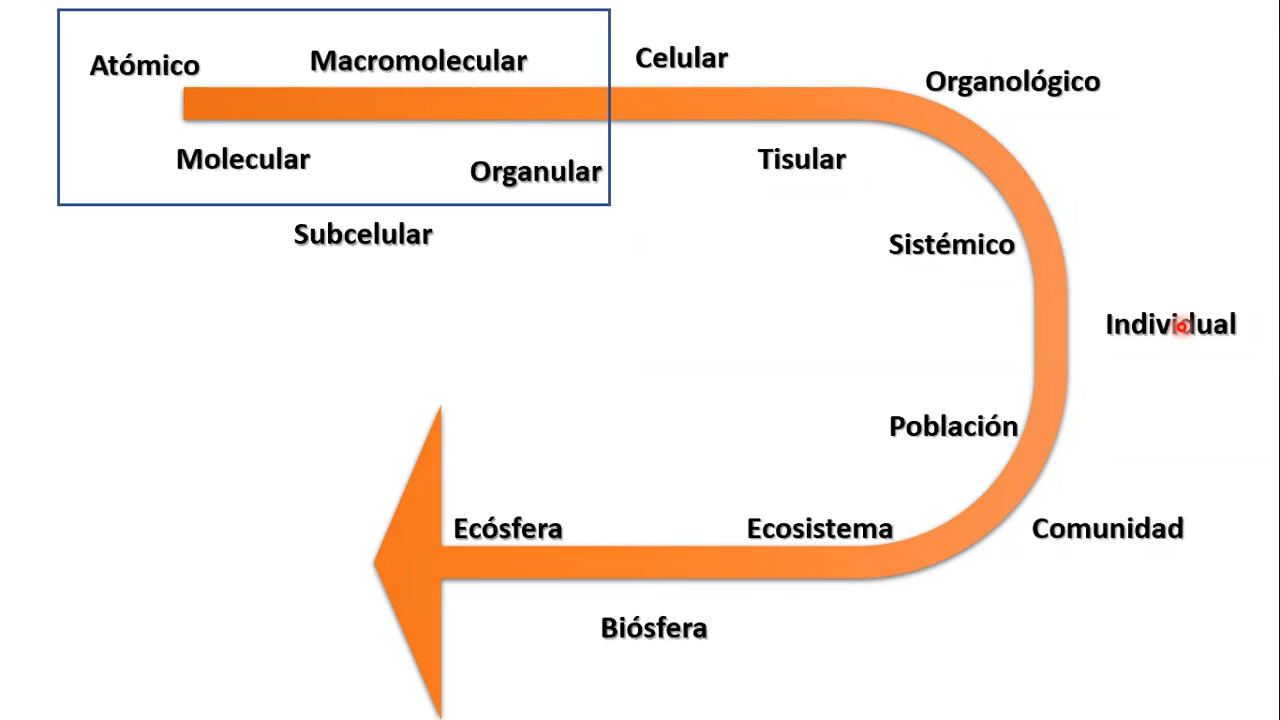 Atómico
Macromolecular
Celular
Organológico
Molecular
Organular
Tisular
Subcelular
Sistémico
Individual
Población
Ecósfera
Ecosistema
Comunidad
Biósfera